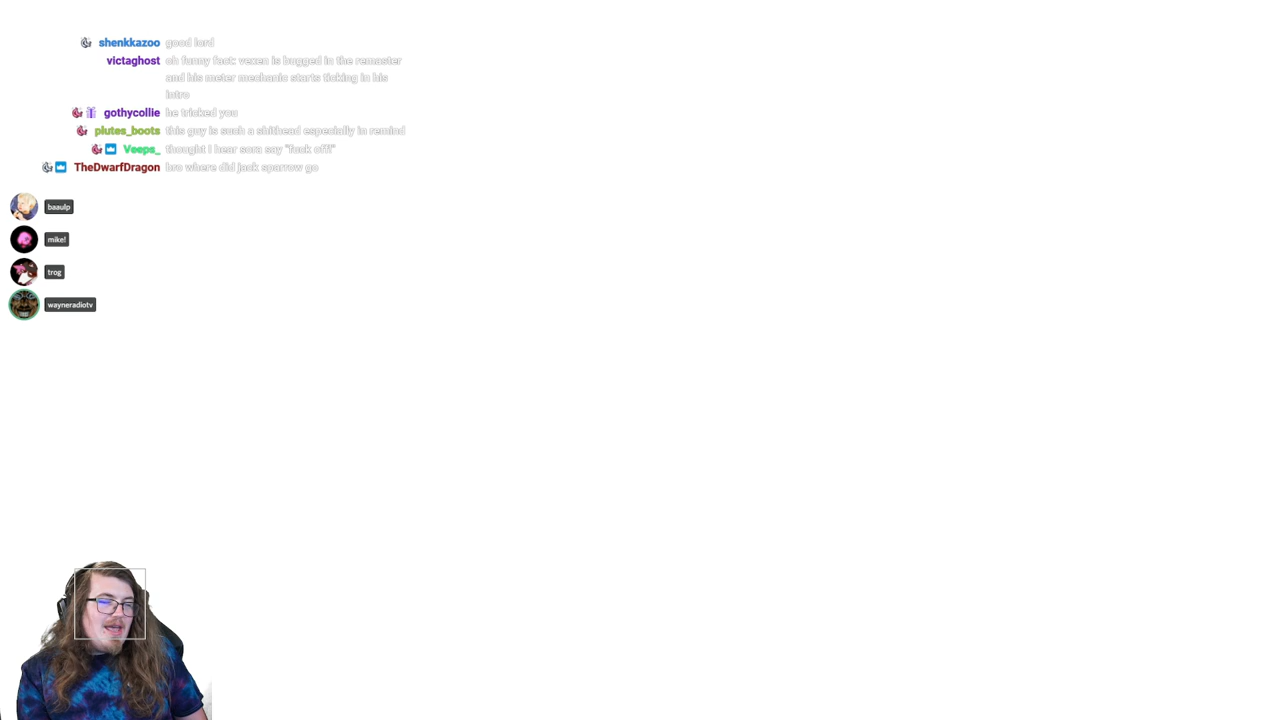 shenkkazoo good lord
victaghost oh funny fact: vezen is bugged in the remaster
and his meter mechanic starts ticking in his
intro
gothycollie he tricked you
plutes_boots this guy is such a shithead especially in remind
Veeps_ thought I hear sora say "fuck off!"
TheDwarfDragon bro where did jack sparrow go
baaulp
mike!
trog
wayneradiotv